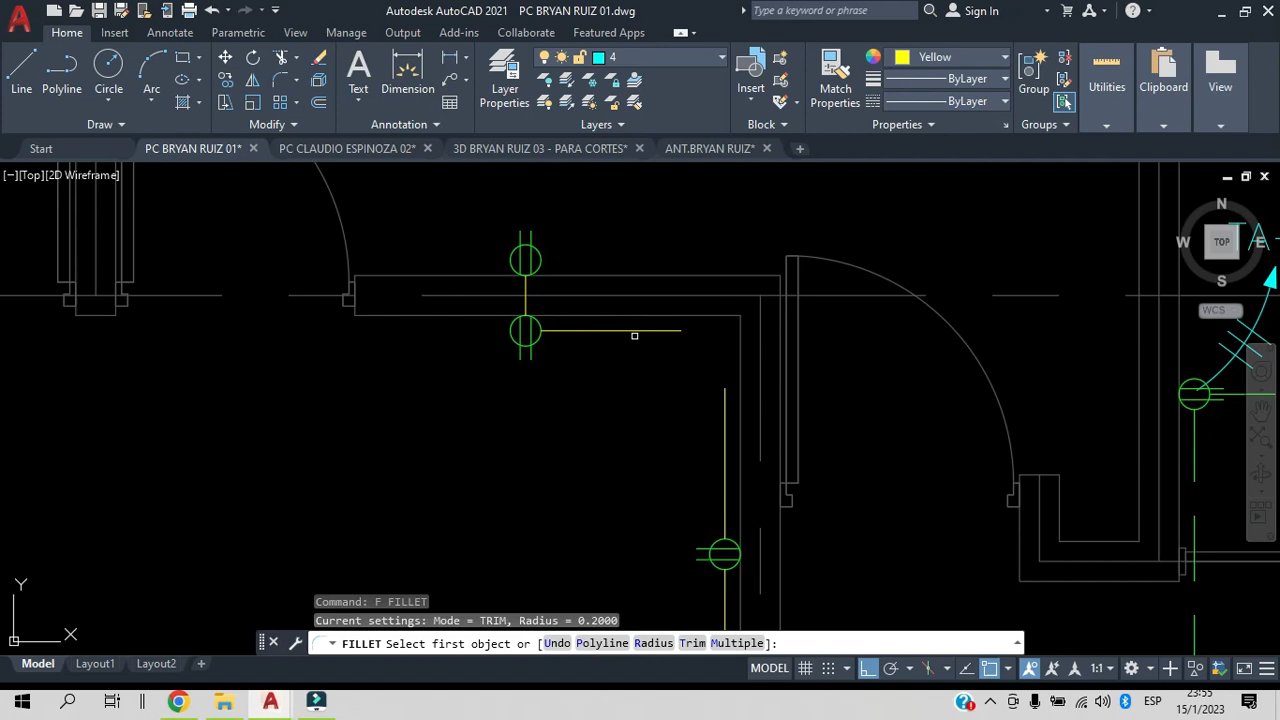 Autodesk AutoCAD 2021 PC BRYAN RUIZ 01.dwg
Type a keyword or phrase
Sign In
Home Insert Annotate Parametric View Manage Output Add-ins Collaborate Featured Apps
4
Yellow
Line Polyline Circle Arc
Text Dimension
Layer Properties
Insert
Match Properties
ByLayer
ByLayer
Group
Utilities Clipboard View
Draw Modify Annotation Layers Block Properties Groups
Start PC BRYAN RUIZ 01* PC CLAUDIO ESPINOZA 02* 3D BRYAN RUIZ 03 - PARA CORTES* ANT.BRYAN RUIZ*
[−][Top][2D Wireframe]
N
W TOP E
S
WCS
T A
Y
X
Command: F FILLET
Current settings: Mode = TRIM, Radius = 0.2000
FILLET Select first object or [Undo Polyline Radius Trim Multiple]:
Model Layout1 Layout2
MODEL 1:1
ESP
23:55
15/1/2023